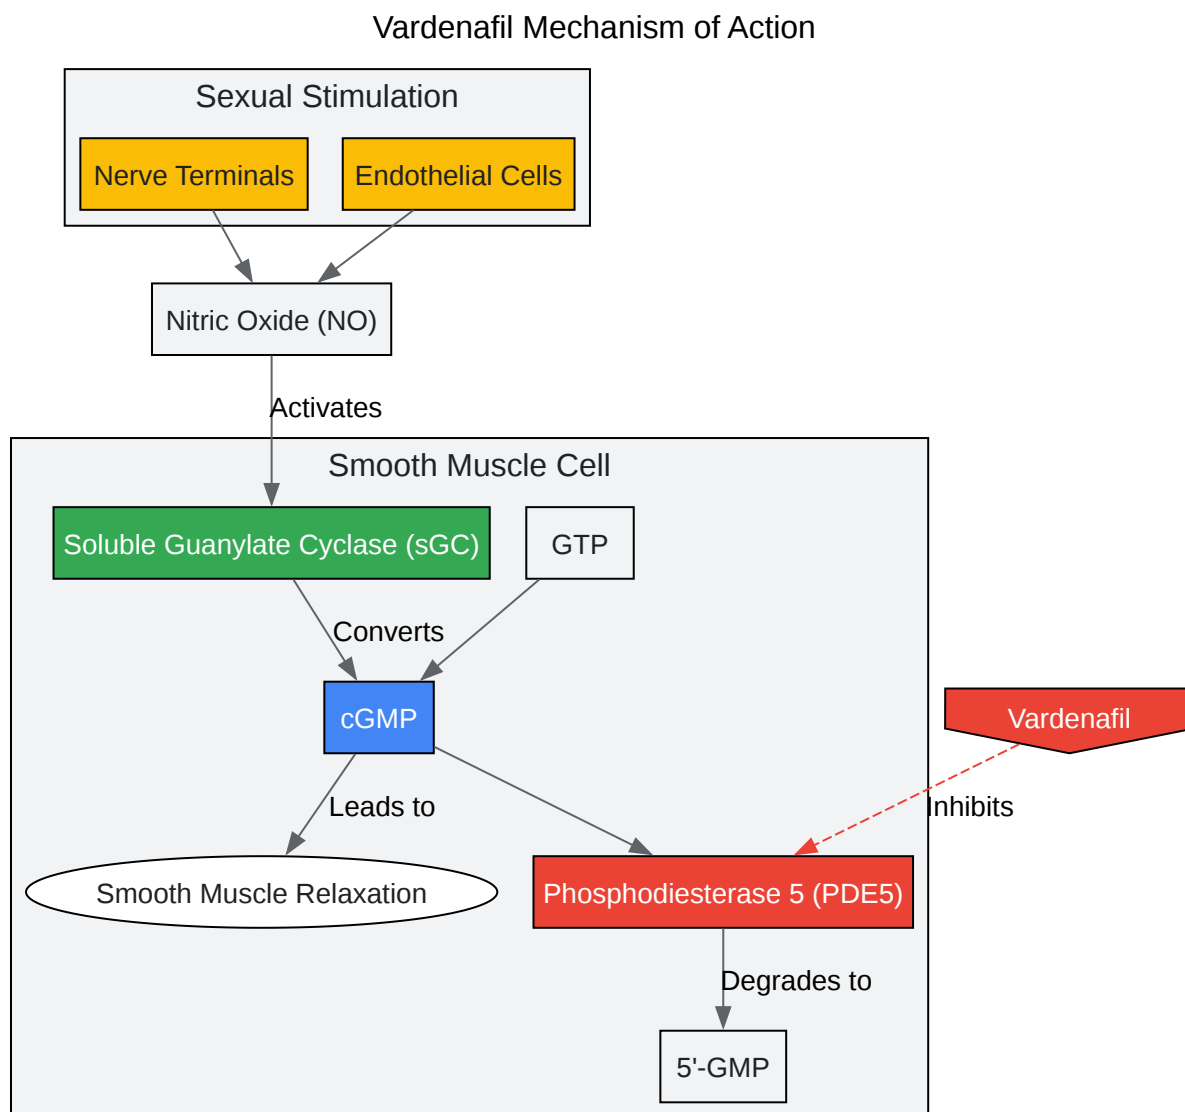 Vardenafil Mechanism of Action
Sexual Stimulation
Nerve Terminals
Endothelial Cells
Nitric Oxide (NO)
Activates
Smooth Muscle Cell
Soluble Guanylate Cyclase (sGC)
GTP
Converts
cGMP
Vardenafil
Leads to
Inhibits
Smooth Muscle Relaxation
Phosphodiesterase 5 (PDE5)
Degrades to
5'-GMP